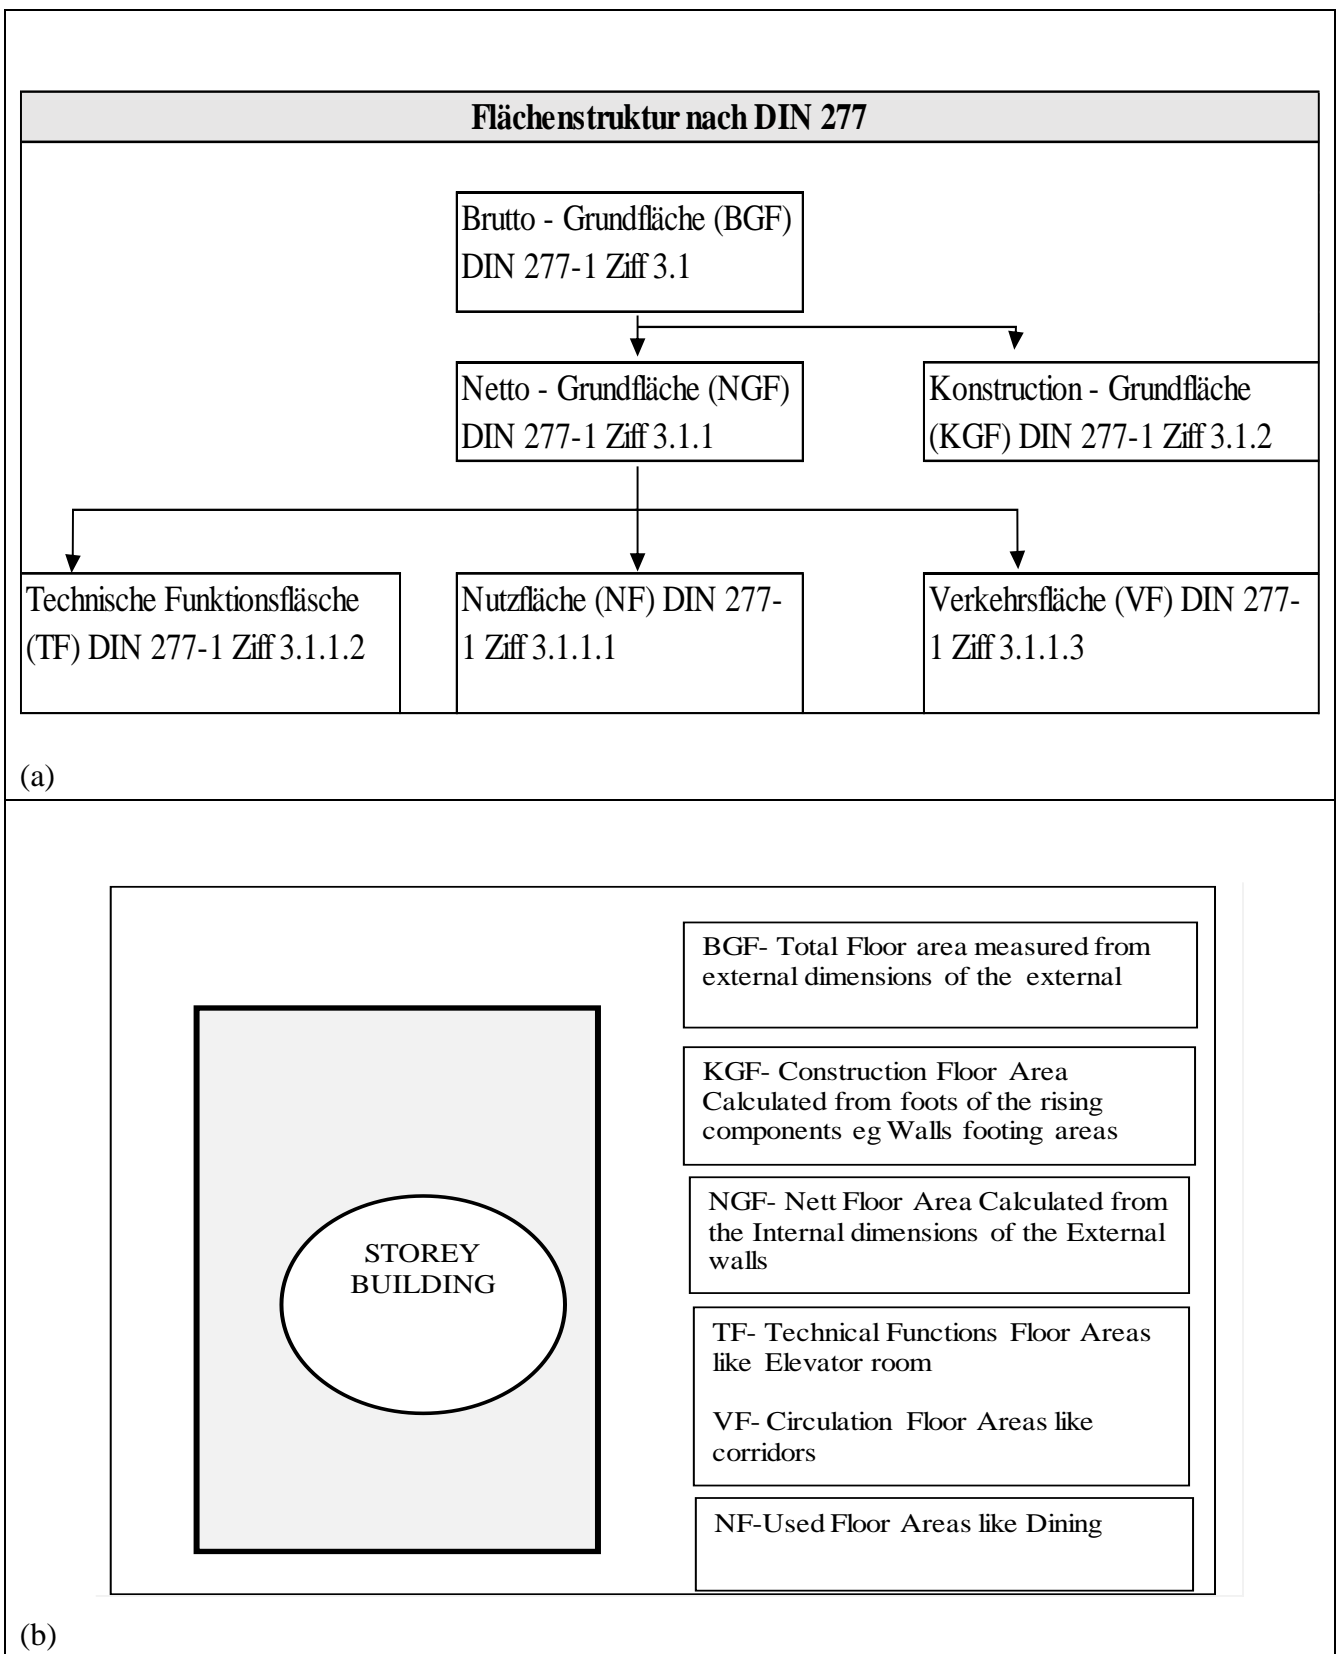 Flächenstruktur nach DIN 277
Brutto - Grundfläche (BGF)
DIN 277-1 Ziff 3.1
Netto - Grundfläche (NGF)
DIN 277-1 Ziff 3.1.1
Konstruction - Grundfläche
(KGF) DIN 277-1 Ziff 3.1.2
Technische Funktionsfläsche
(TF) DIN 277-1 Ziff 3.1.1.2
Nutzfläche (NF) DIN 277-
1 Ziff 3.1.1.1
Verkehrsfläche (VF) DIN 277-
1 Ziff 3.1.1.3
(a)
STOREY
BUILDING
BGF- Total Floor area measured from
external dimensions of the external
KGF- Construction Floor Area
Calculated from foots of the rising
components eg Walls footing areas
NGF- Nett Floor Area Calculated from
the Internal dimensions of the External
walls
TF- Technical Functions Floor Areas
like Elevator room
VF- Circulation Floor Areas like
corridors
NF-Used Floor Areas like Dining
(b)